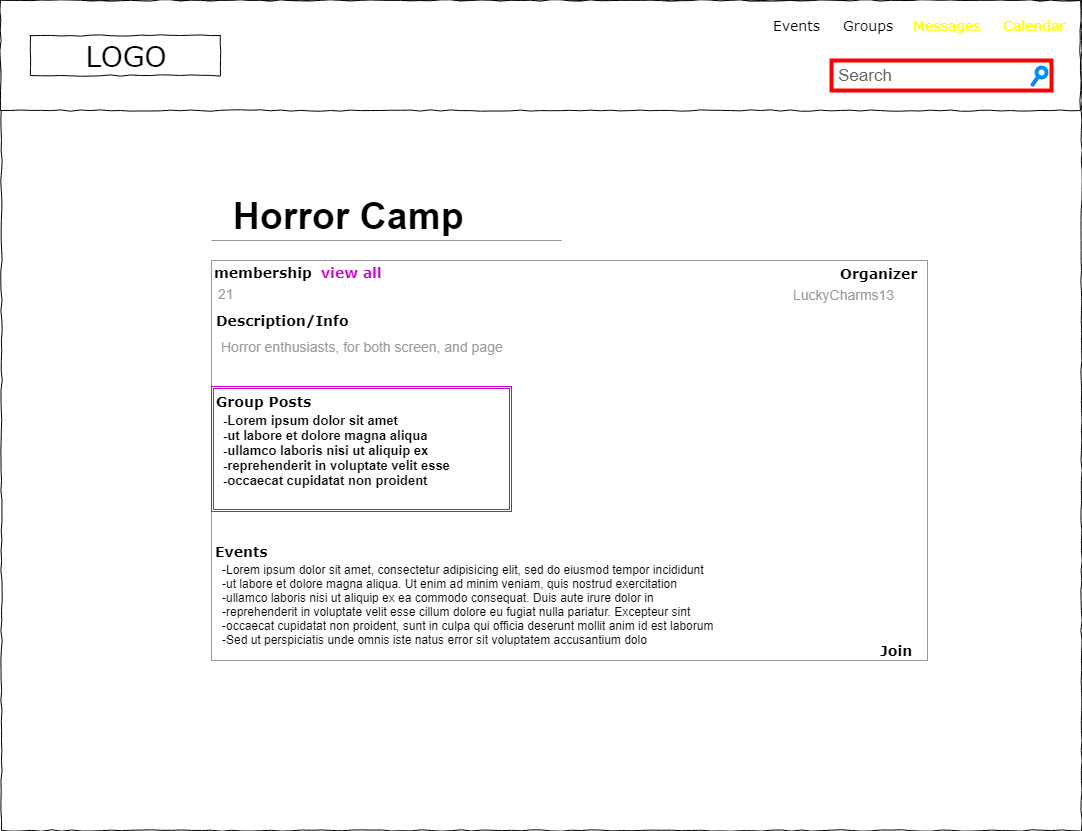 Events Groups Messages Calendar
LOGO
Search
Horror Camp
membership view all
Organizer
21
LuckyCharms13
Description/Info
Horror enthusiasts, for both screen, and page
Group Posts
-Lorem ipsum dolor sit amet
-ut labore et dolore magna aliqua
-ullamco laboris nisi ut aliquip ex
-reprehenderit in voluptate velit esse
-occaecat cupidatat non proident
Events
-Lorem ipsum dolor sit amet, consectetur adipisicing elit, sed do eiusmod tempor incididunt
-ut labore et dolore magna aliqua. Ut enim ad minim veniam, quis nostrud exercitation
-ullamco laboris nisi ut aliquip ex ea commodo consequat. Duis aute irure dolor in
-reprehenderit in voluptate velit esse cillum dolore eu fugiat nulla pariatur. Excepteur sint
-occaecat cupidatat non proident, sunt in culpa qui officia deserunt mollit anim id est laborum
-Sed ut perspiciatis unde omnis iste natus error sit voluptatem accusantium dolo
Join